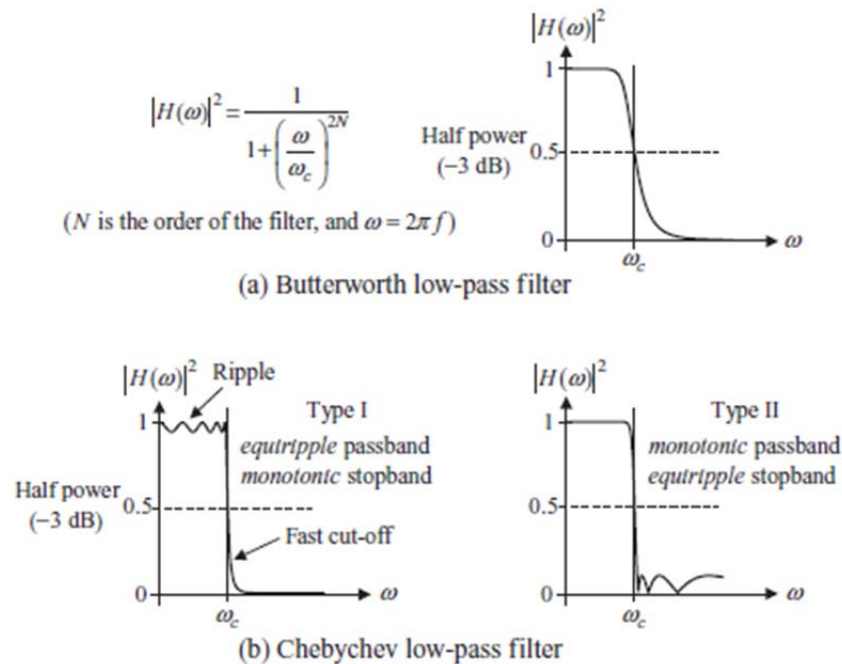 |H(ω)|²
1
|H(ω)|² = 1 / (1 + (ω/ω_c)^{2N})
Half power
(−3 dB)
0.5
(N is the order of the filter, and ω = 2πf)
0
ω
ω_c
(a) Butterworth low-pass filter
|H(ω)|²
Ripple
1
Type I
equiripple passband
monotonic stopband
Half power
(−3 dB)
0.5
Fast cut-off
0
ω
ω_c
|H(ω)|²
1
Type II
monotonic passband
equiripple stopband
0.5
0
ω
ω_c
(b) Chebychev low-pass filter